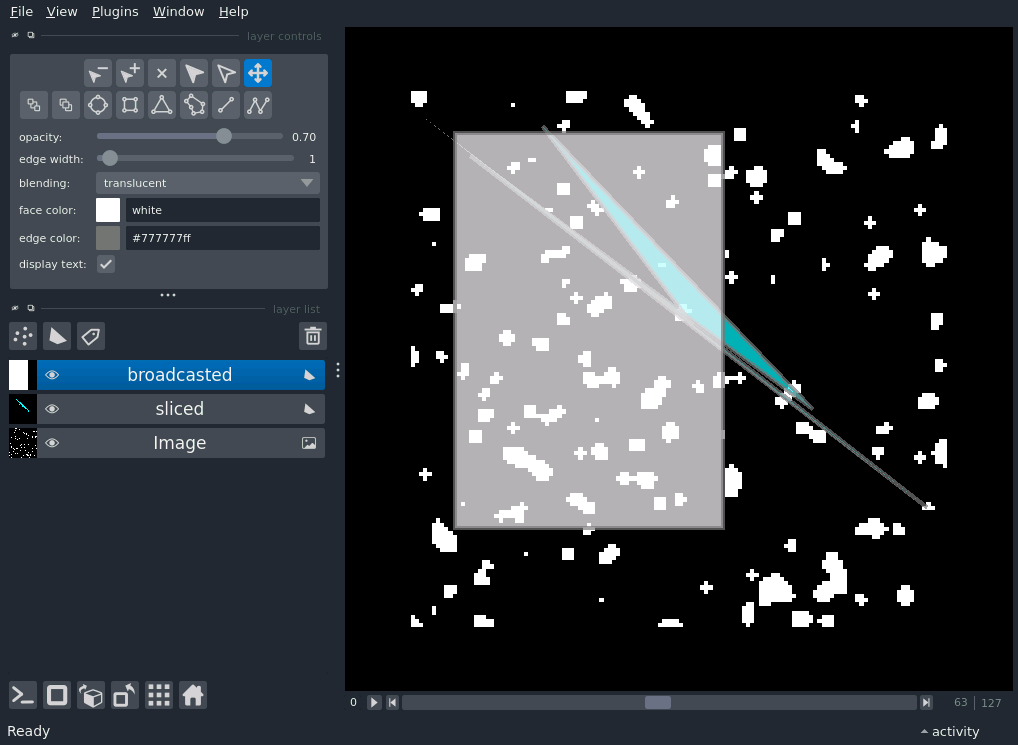 File View Plugins Window Help
layer controls
opacity: 0.70
edge width: 1
blending: translucent
face color: white
edge color: #777777ff
display text:
layer list
broadcasted
sliced
Image
0 63 127
Ready activity